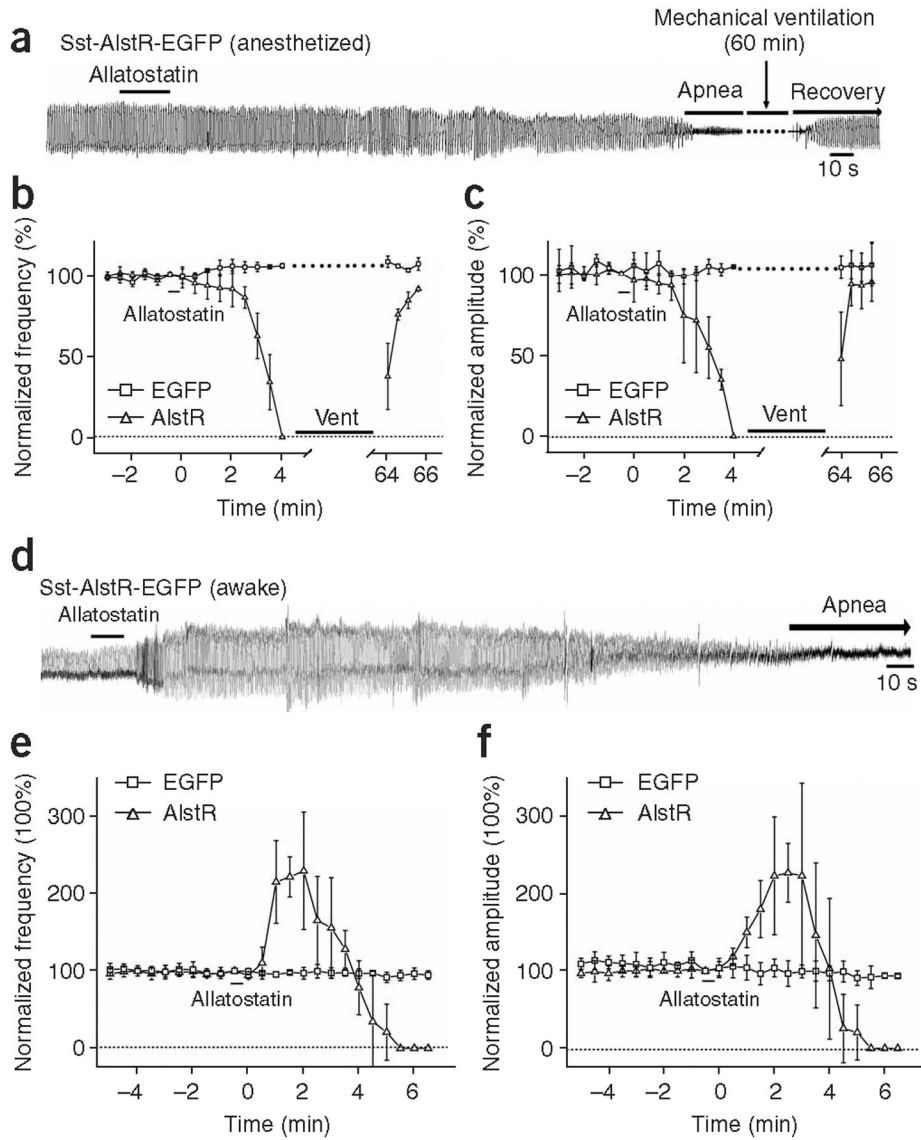 a
Sst-AlstR-EGFP (anesthetized)
Allatostatin
Mechanical ventilation
(60 min)
Apnea
Recovery
10 s
b
Normalized frequency (%)
100
50
0
Allatostatin
EGFP
AlstR
Vent
−2 0 2 4 64 66
Time (min)
c
Normalized amplitude (%)
100
50
0
Allatostatin
EGFP
AlstR
Vent
−2 0 2 4 64 66
Time (min)
d
Sst-AlstR-EGFP (awake)
Allatostatin
Apnea
10 s
e
Normalized frequency (100%)
EGFP
AlstR
300
200
100
0
Allatostatin
−4 −2 0 2 4 6
Time (min)
f
Normalized amplitude (100%)
EGFP
AlstR
300
200
100
0
Allatostatin
−4 −2 0 2 4 6
Time (min)